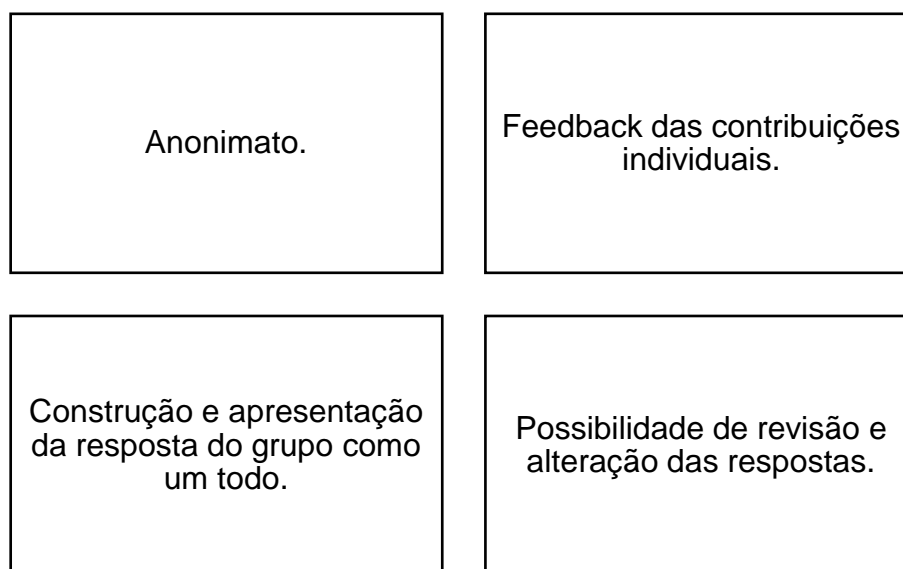 Anonimato.
Feedback das contribuições
individuais.
Construção e apresentação
da resposta do grupo como
um todo.
Possibilidade de revisão e
alteração das respostas.